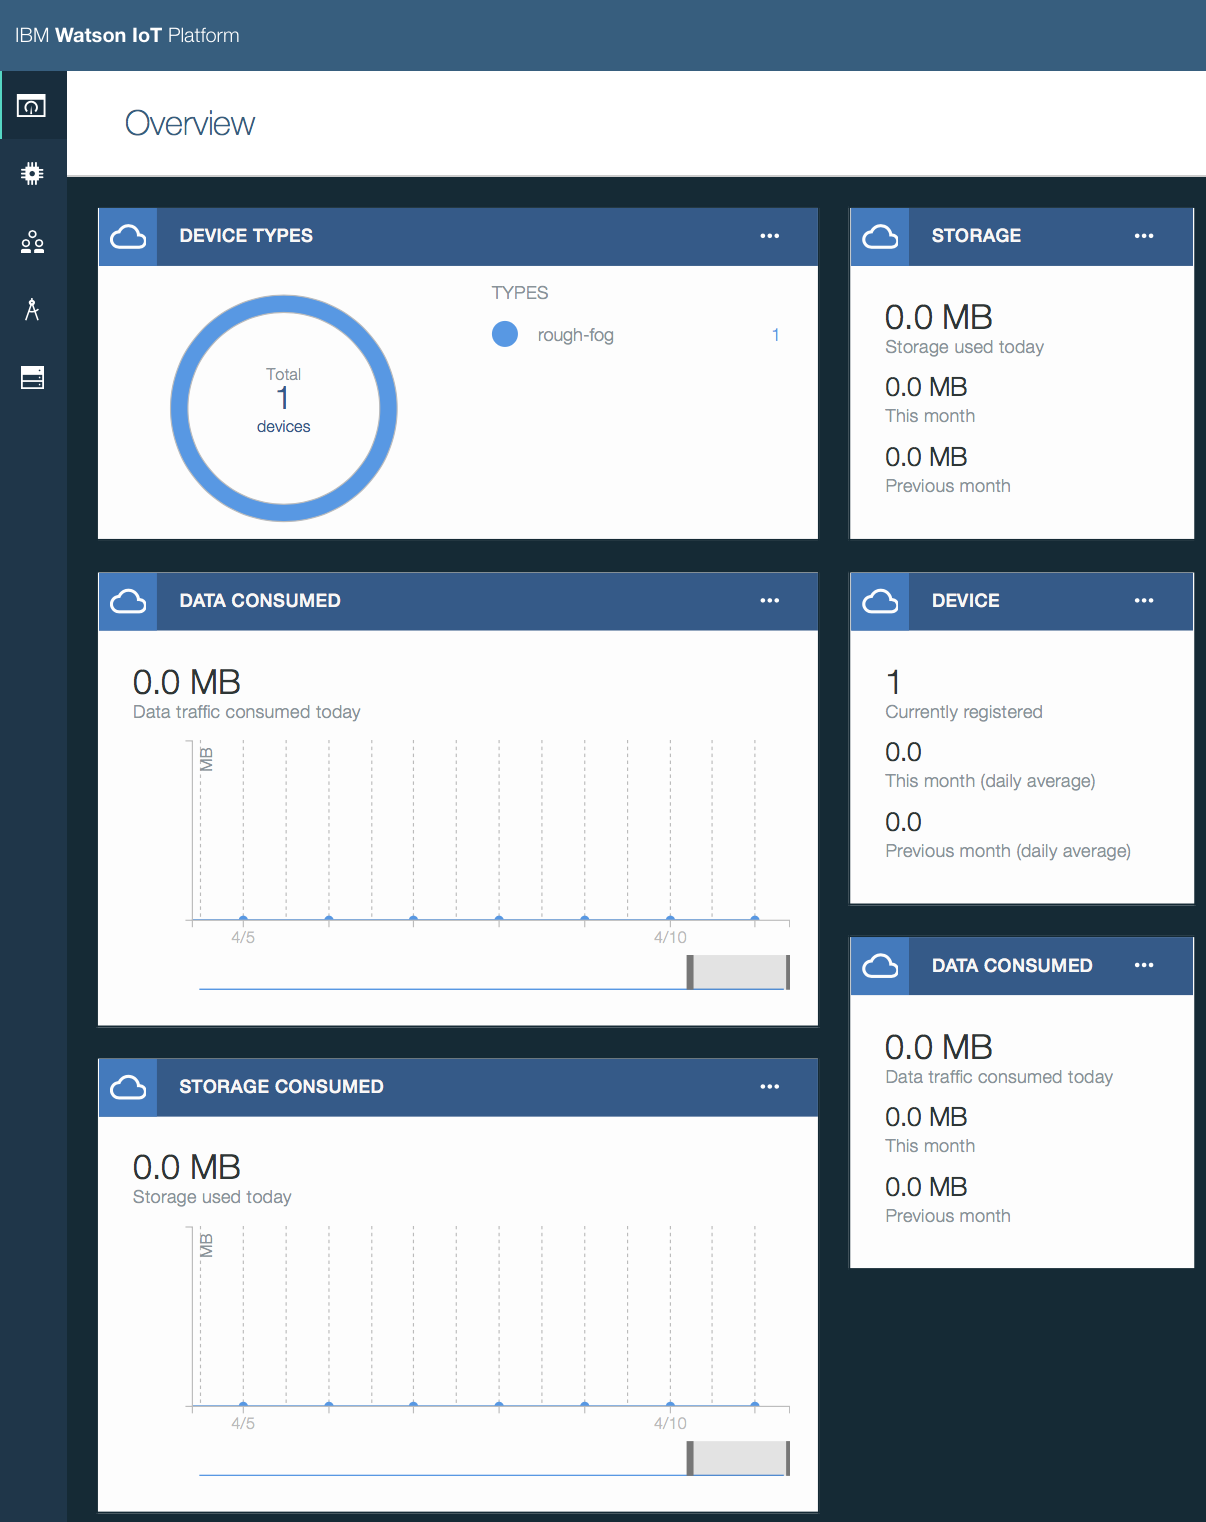 IBM Watson IoT Platform
Overview
DEVICE TYPES
Total
1
devices
TYPES
rough-fog 1
STORAGE
0.0 MB
Storage used today
0.0 MB
This month
0.0 MB
Previous month
DATA CONSUMED
0.0 MB
Data traffic consumed today
MB
4/5 4/10
DEVICE
1
Currently registered
0.0
This month (daily average)
0.0
Previous month (daily average)
STORAGE CONSUMED
0.0 MB
Storage used today
MB
4/5 4/10
DATA CONSUMED
0.0 MB
Data traffic consumed today
0.0 MB
This month
0.0 MB
Previous month